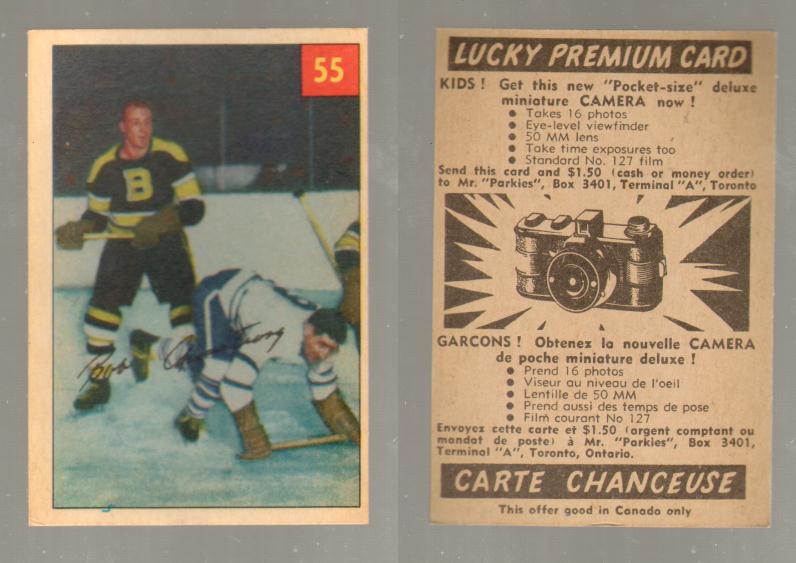 55
B
Bob Armstrong
LUCKY PREMIUM CARD
KIDS ! Get this new "Pocket-size" deluxe
miniature CAMERA now !
● Takes 16 photos
● Eye-level viewfinder
● 50 MM lens
● Take time exposures too
● Standard No. 127 film
Send this card and $1.50 (cash or money order)
to Mr. "Parkies", Box 3401, Terminal "A", Toronto
GARCONS ! Obtenez la nouvelle CAMERA
de poche miniature deluxe !
● Prend 16 photos
● Viseur au niveau de l'oeil
● Lentille de 50 MM
● Prend aussi des temps de pose
● Film courant No 127
Envoyez cette carte et $1.50 (argent comptant ou
mandat de poste) à Mr. "Parkies", Box 3401,
Terminal "A", Toronto, Ontario.
CARTE CHANCEUSE
This offer good in Canada only